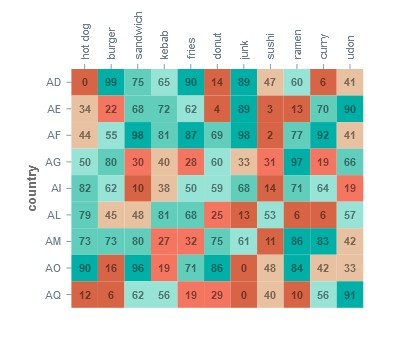 hot dog burger sandwich kebab fries donut junk sushi ramen curry udon
country
AD 0 99 75 65 90 14 89 47 60 6 41
AE 34 22 68 72 62 4 89 3 13 70 90
AF 44 55 98 81 87 69 98 2 77 92 41
AG 50 80 30 40 28 60 33 31 97 19 66
AI 82 62 10 38 50 59 68 14 71 64 19
AL 79 45 48 81 68 25 13 53 6 6 57
AM 73 73 80 27 32 75 61 11 86 83 42
AO 90 16 96 19 71 86 0 48 84 42 33
AQ 12 6 62 56 19 29 0 40 10 56 91